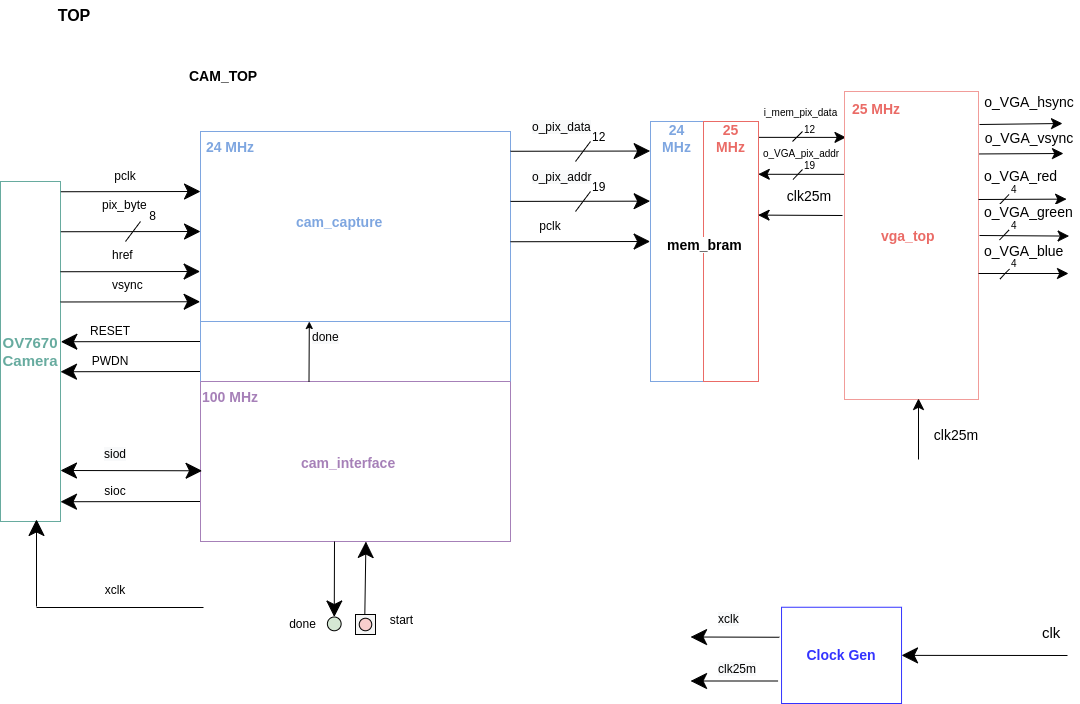 TOP
CAM_TOP
OV7670
Camera
pclk
pix_byte
8
href
vsync
RESET
PWDN
siod
sioc
xclk
24 MHz
cam_capture
done
100 MHz
cam_interface
done
start
o_pix_data
12
o_pix_addr
19
pclk
24
MHz
25
MHz
mem_bram
i_mem_pix_data
12
o_VGA_pix_addr
19
clk25m
25 MHz
vga_top
clk25m
o_VGA_hsync
o_VGA_vsync
o_VGA_red
4
o_VGA_green
4
o_VGA_blue
4
xclk
clk25m
Clock Gen
clk